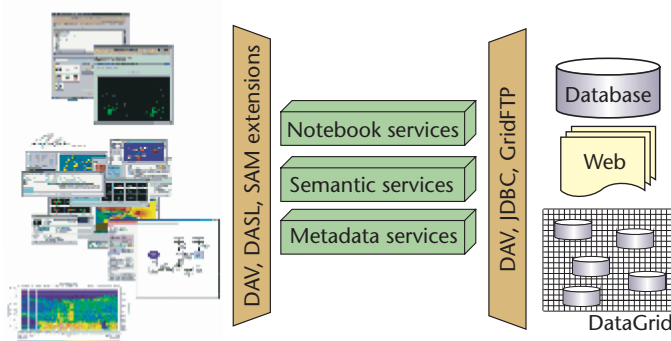 DAV, DASL, SAM extensions
Notebook services
Semantic services
Metadata services
DAV, JDBC, GridFTP
Database
Web
DataGrid